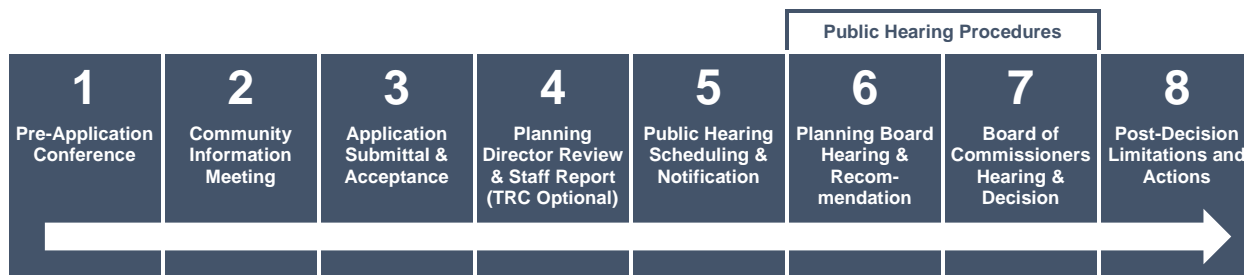 Public Hearing Procedures
1
Pre-Application
Conference
2
Community
Information
Meeting
3
Application
Submittal &
Acceptance
4
Planning
Director Review
& Staff Report
(TRC Optional)
5
Public Hearing
Scheduling &
Notification
6
Planning Board
Hearing &
Recom-
mendation
7
Board of
Commissioners
Hearing &
Decision
8
Post-Decision
Limitations and
Actions